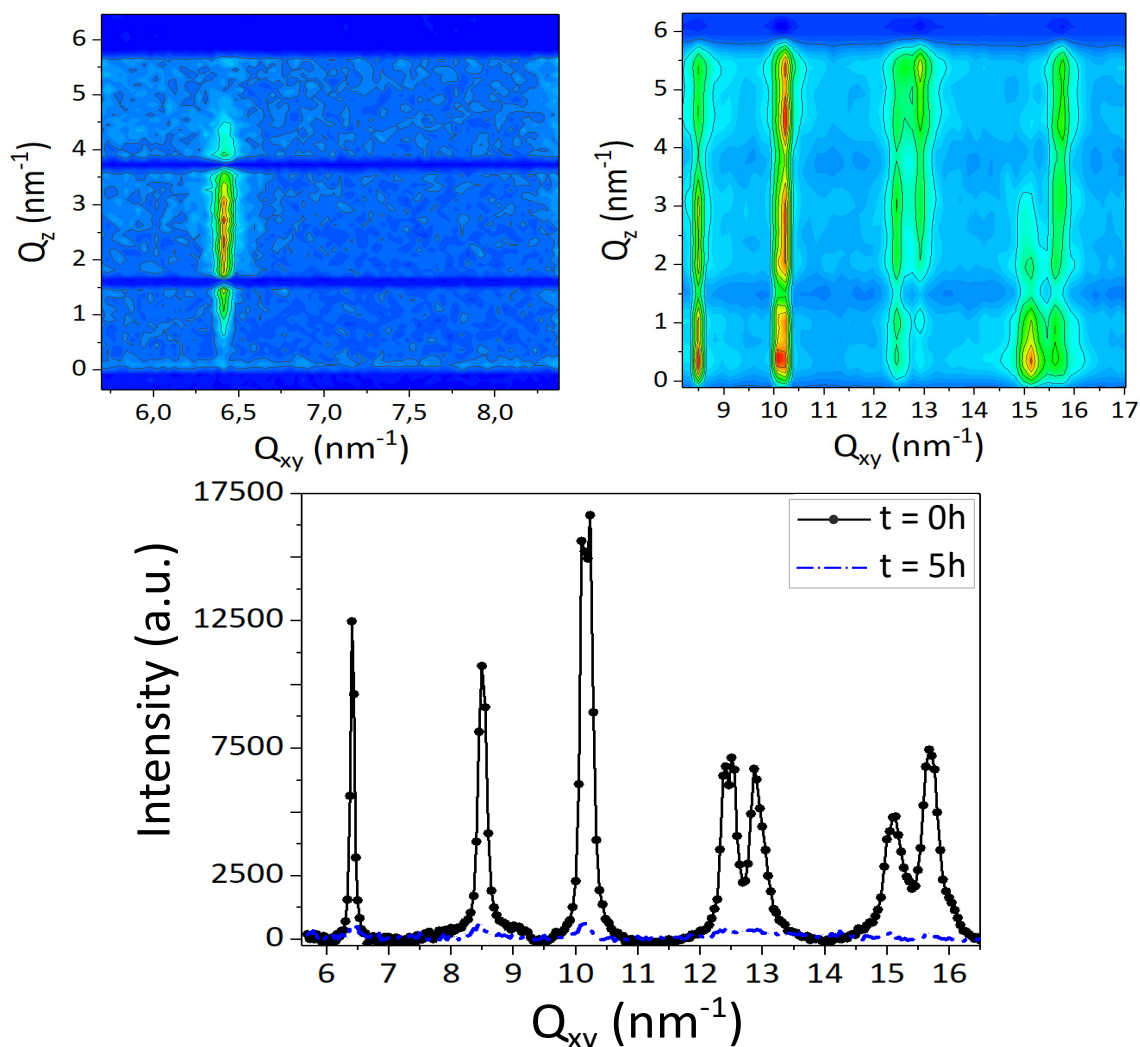 6
5
4
3
2
1
0
Qz (nm-1)
6,0 6,5 7,0 7,5 8,0
Qxy (nm-1)
6
5
4
3
2
1
0
Qz (nm-1)
9 10 11 12 13 14 15 16 17
Qxy (nm-1)
17500
12500
7500
2500
0
Intensity (a.u.)
t = 0h
t = 5h
6 7 8 9 10 11 12 13 14 15 16
Qxy (nm-1)